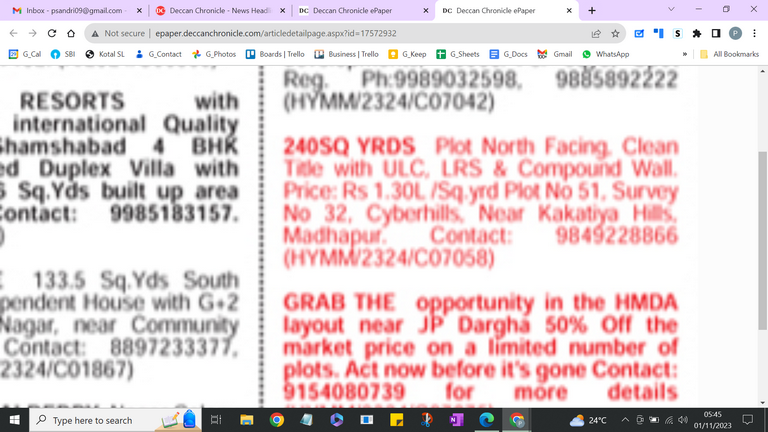 Inbox - psandri09@gmail.com
Deccan Chronicle - News Headl
Deccan Chronicle ePaper
Deccan Chronicle ePaper
Not secure | epaper.deccanchronicle.com/articledetailpage.aspx?id=17572932
G_Cal SBI Kotal SL G_Contact G_Photos Board | Trello Business | Trello G_Keep G_Sheets G_Docs Gmail WhatsApp » All Bookmarks
RESORTS with
international Quality
Shamshabad 4 BHK
ed Duplex Villa with
Sq.Yds built up area
Contact: 9985183157.
)
133.5 Sq.Yds South
pendent House with G+2
Nagar, near Community
Contact: 8897233377,
2324/C01867)
Reg. Ph:9989032598, 9885892222
(HYMM/2324/C07042)
240SQ YRDS Plot North Facing, Clean
Title with ULC, LRS & Compound Wall.
Price: Rs 1.30L /Sq.yrd Plot No 51, Survey
No 32, Cyberhills, Near Kakatiya Hills,
Madhapur. Contact: 9849228866
(HYMM/2324/C07058)
GRAB THE opportunity in the HMDA
layout near JP Dargha 50% Off the
market price on a limited number of
plots. Act now before it's gone Contact:
9154080739 for more details
Type here to search
24°C
05:45
01/11/2023